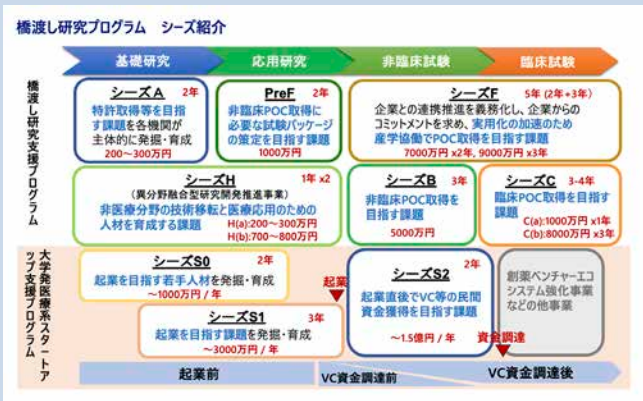 橋渡し研究プログラム シーズ紹介
基礎研究
応用研究
非臨床試験
臨床試験
橋渡し研究支援プログラム
シーズA
2年
特許取得等を目指
す課題を各機関が
主体的に発掘・育成
200～300万円
PreF
2年
非臨床POC取得に
必要な試験パッケージ
の策定を目指す課題
1000万円
シーズF
5年 (2年+3年)
企業との連携推進を義務化し、企業からの
コミットメントを求め、実用化の加速のため
産学協働でPOC取得を目指す課題
7000万円 x2年, 9000万円 x3年
シーズH
1年 x2
(異分野融合型研究開発推進事業)
非医療分野の技術移転と医療応用のための
人材を育成する課題
H(a):200～300万円
H(b):700～800万円
シーズB
3年
非臨床POC取得を
目指す課題
5000万円
シーズC
3-4年
臨床POC取得を目指す
課題
C(a):1000万円 x1年
C(b):8000万円 x3年
大学発医療系スタートア
ップ支援プログラム
シーズS0
2年
起業を目指す若手人材を発掘・育成
～1000万円 / 年
シーズS1
3年
起業を目指す課題を発掘・育成
～3000万円 / 年
起業
シーズS2
2年
起業直後でVC等の民間
資金獲得を目指す課題
～1.5億円 / 年
資金調達
創薬ベンチャーエコ
システム強化事業
などの他事業
起業前
VC資金調達前
VC資金調達後